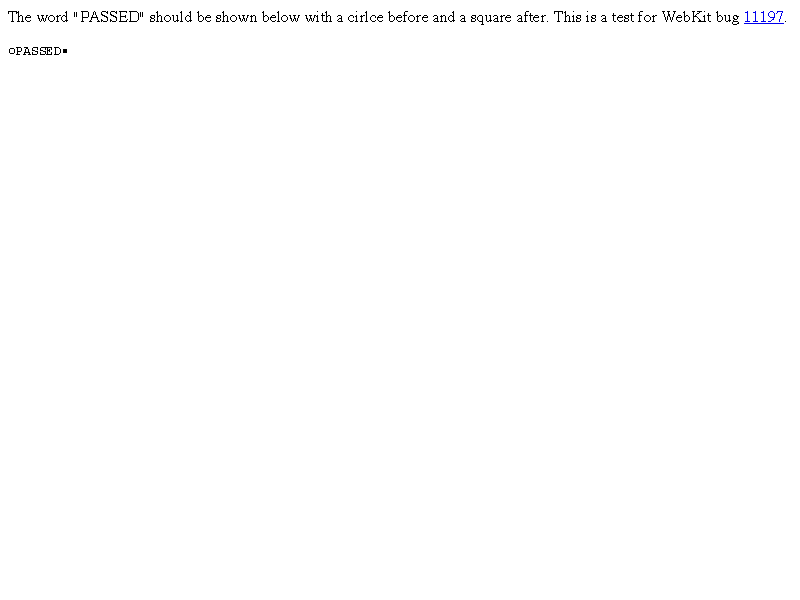 The word "PASSED" should be shown below with a cirlce before and a square after. This is a test for WebKit bug 11197.
○PASSED▪